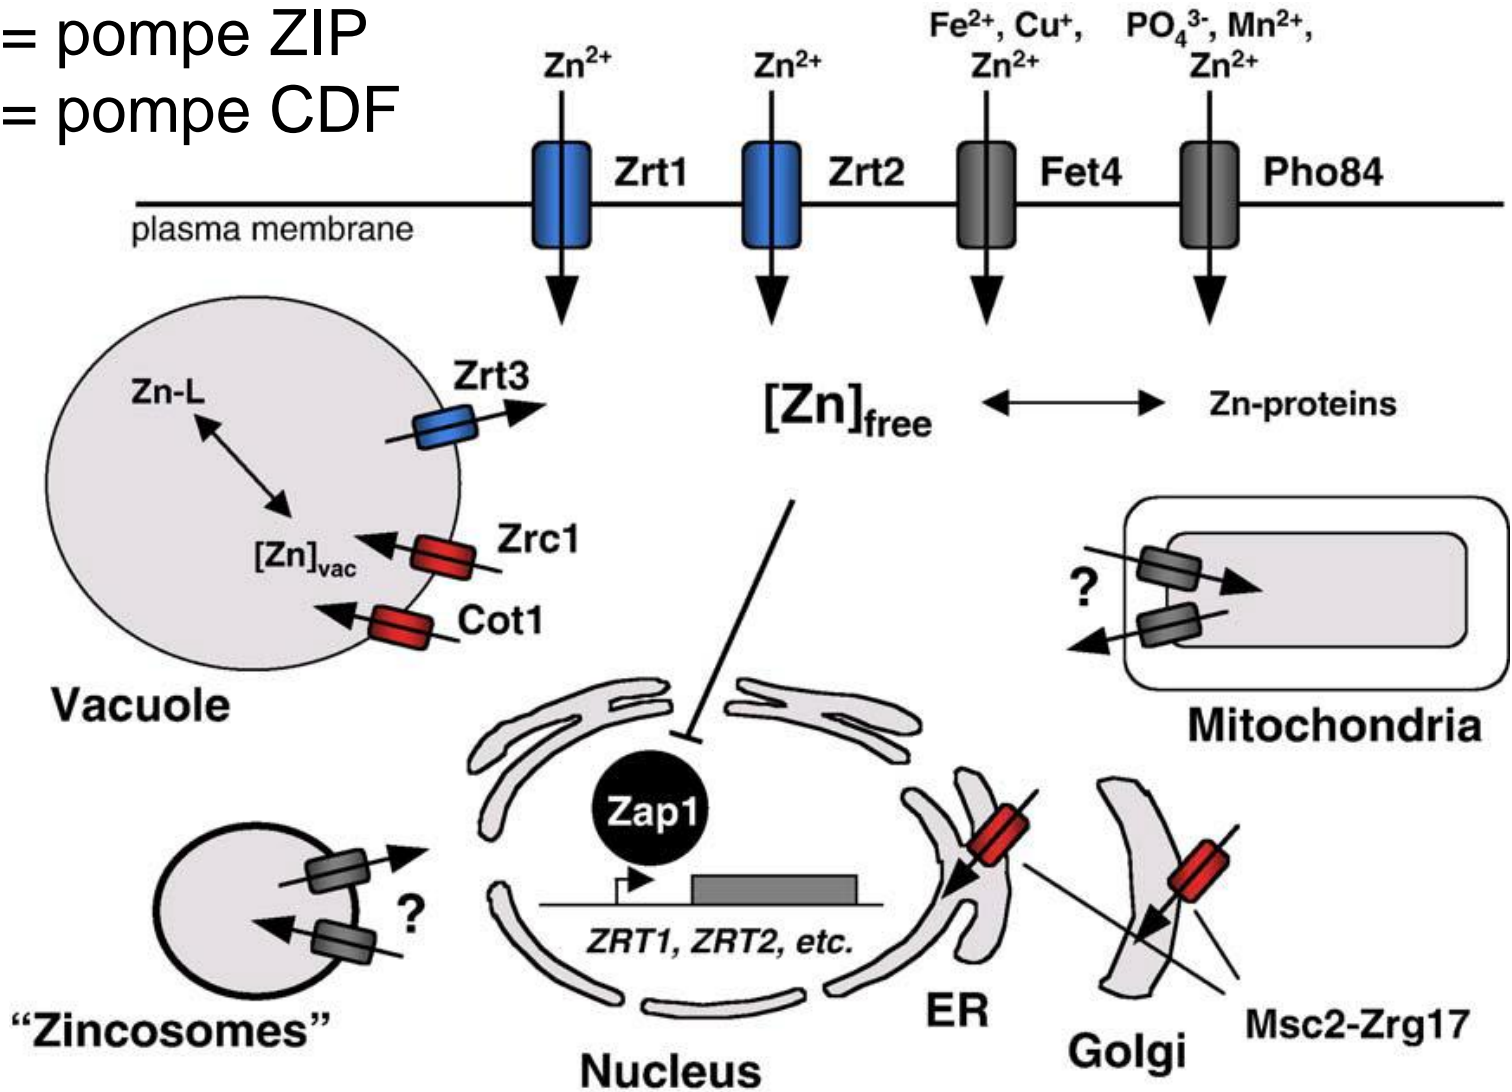 = pompe ZIP
= pompe CDF
Zn²⁺
Zn²⁺
Fe²⁺, Cu⁺,
Zn²⁺
PO₄³⁻, Mn²⁺,
Zn²⁺
Zrt1
Zrt2
Fet4
Pho84
plasma membrane
Zrt3
Zn-L
[Zn]free
Zn-proteins
Zrc1
[Zn]vac
Cot1
?
Vacuole
Mitochondria
Zap1
?
ZRT1, ZRT2, etc.
"Zincosomes"
ER
Golgi
Msc2-Zrg17
Nucleus